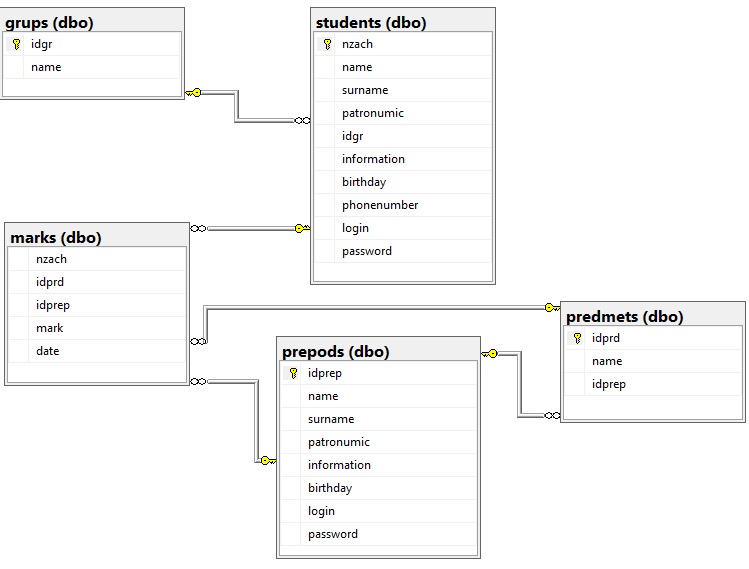 grups (dbo)
idgr
name
students (dbo)
nzach
name
surname
patronumic
idgr
information
birthday
phonenumber
login
password
marks (dbo)
nzach
idprd
idprep
mark
date
prepods (dbo)
idprep
name
surname
patronumic
information
birthday
login
password
predmets (dbo)
idprd
name
idprep